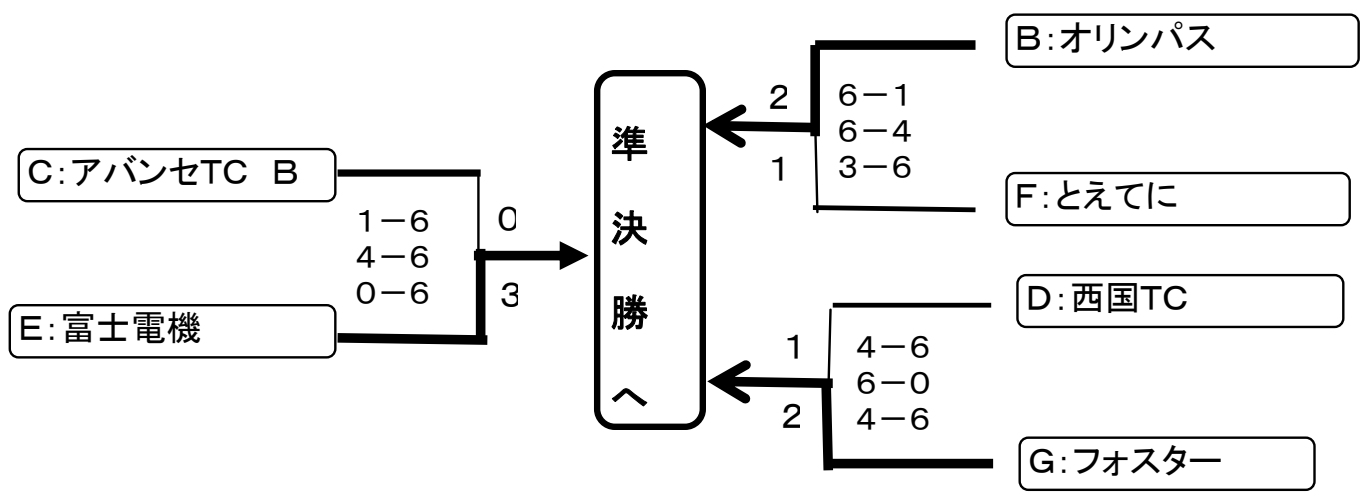 C:アバンセTC B
1-6
4-6
0-6
0
3
E:富士電機
準
決
勝
へ
B:オリンパス
2
1
6-1
6-4
3-6
F:とえてに
D:西国TC
1
2
4-6
6-0
4-6
G:フォスター